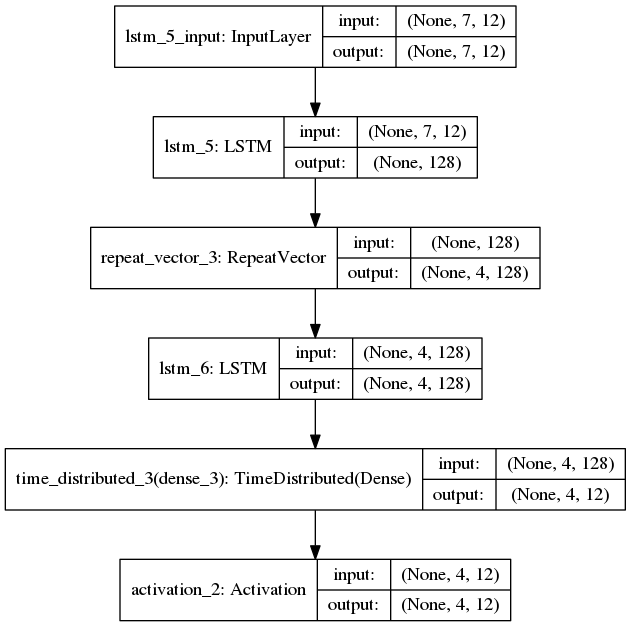 lstm_5_input: InputLayer input: (None, 7, 12)
output: (None, 7, 12)
lstm_5: LSTM input: (None, 7, 12)
output: (None, 128)
repeat_vector_3: RepeatVector input: (None, 128)
output: (None, 4, 128)
lstm_6: LSTM input: (None, 4, 128)
output: (None, 4, 128)
time_distributed_3(dense_3): TimeDistributed(Dense) input: (None, 4, 128)
output: (None, 4, 12)
activation_2: Activation input: (None, 4, 12)
output: (None, 4, 12)